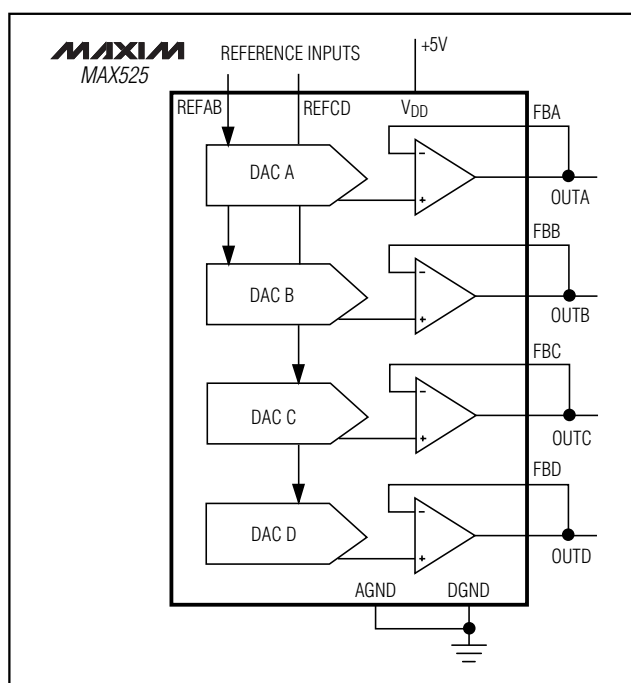 MAXIM
MAX525
REFERENCE INPUTS
+5V
REFAB
REFCD
VDD
FBA
DAC A
-
+
OUTA
FBB
DAC B
-
+
OUTB
FBC
DAC C
-
+
OUTC
FBD
DAC D
-
+
OUTD
AGND
DGND